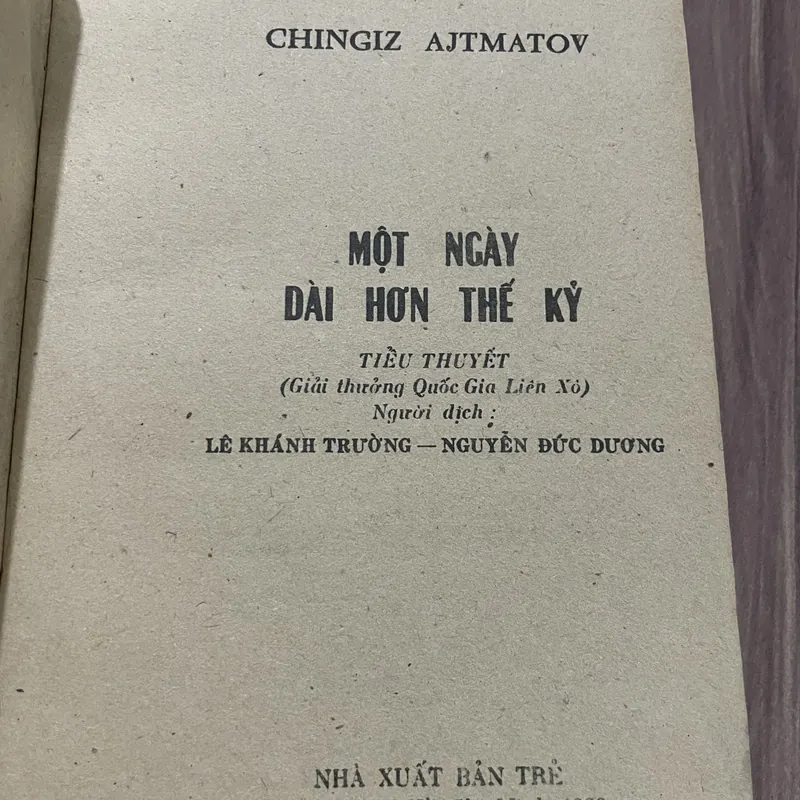 CHINGIZ AJTMATOV
MỘT NGÀY
DÀI HƠN THẾ KỶ
TIỂU THUYẾT
(Giải thưởng Quốc Gia Liên Xô)
Người dịch :
LÊ KHÁNH TRƯỜNG — NGUYỄN ĐỨC DƯƠNG
NHÀ XUẤT BẢN TRẺ